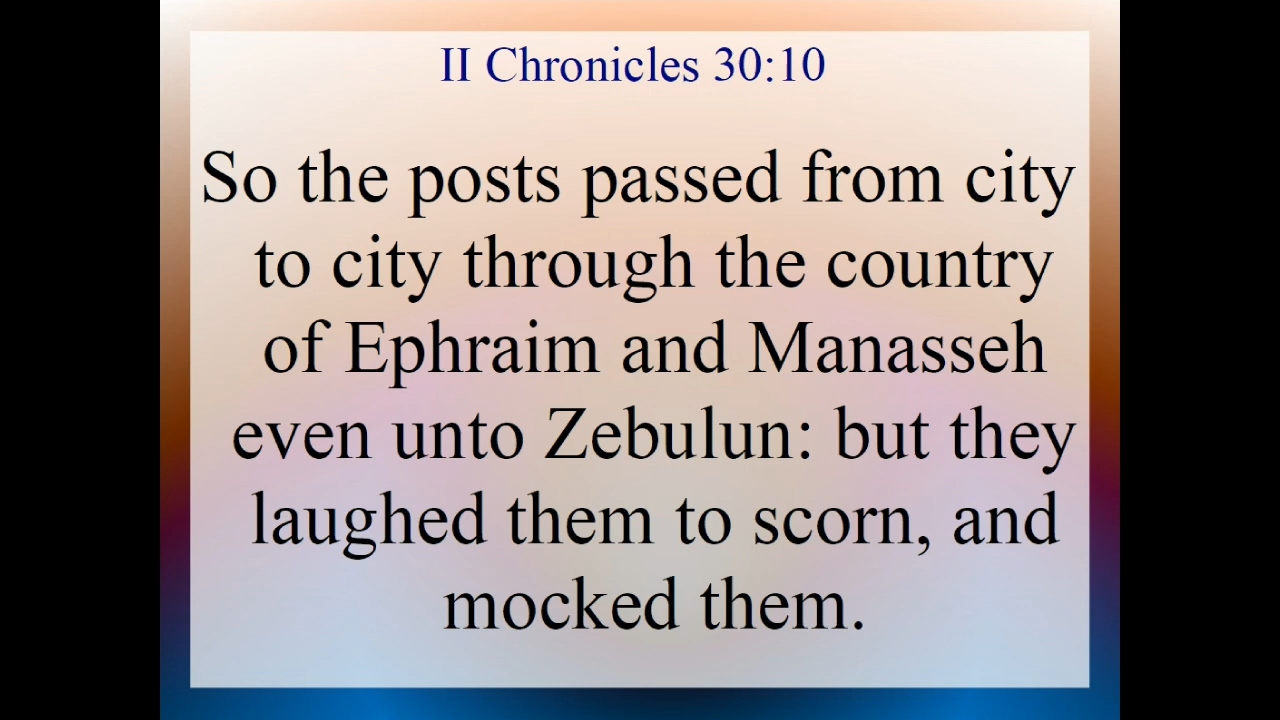 II Chronicles 30:10
So the posts passed from city
to city through the country
of Ephraim and Manasseh
even unto Zebulun: but they
laughed them to scorn, and
mocked them.